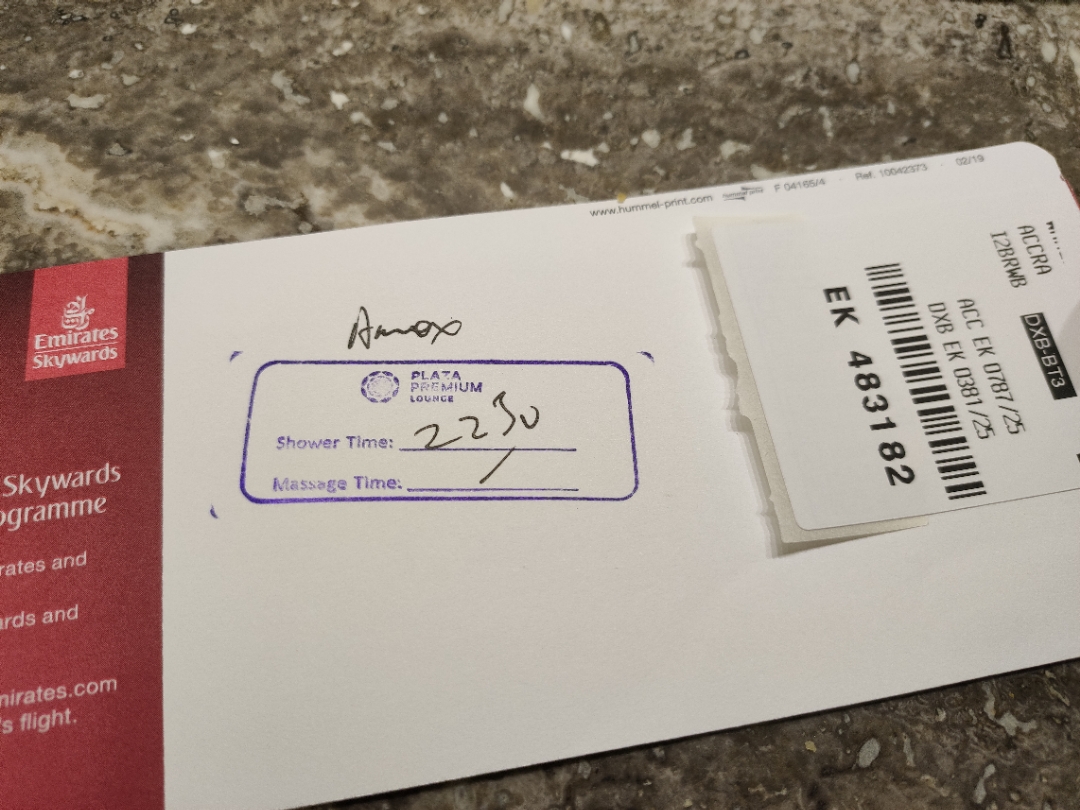 www.hummel-print.com F 04165/4 · Ref. 10042373 · 02/19
Emirates
Skywards
Skywards
ogramme
rates and
ards and
mirates.com
's flight.
Amex
PLAZA
PREMIUM
LOUNGE
Shower Time: 2230
Massage Time: /
ACCRA
I2BRWB
DXB-BT3
ACC EK 0787/25
DXB EK 0381/25
EK 483182